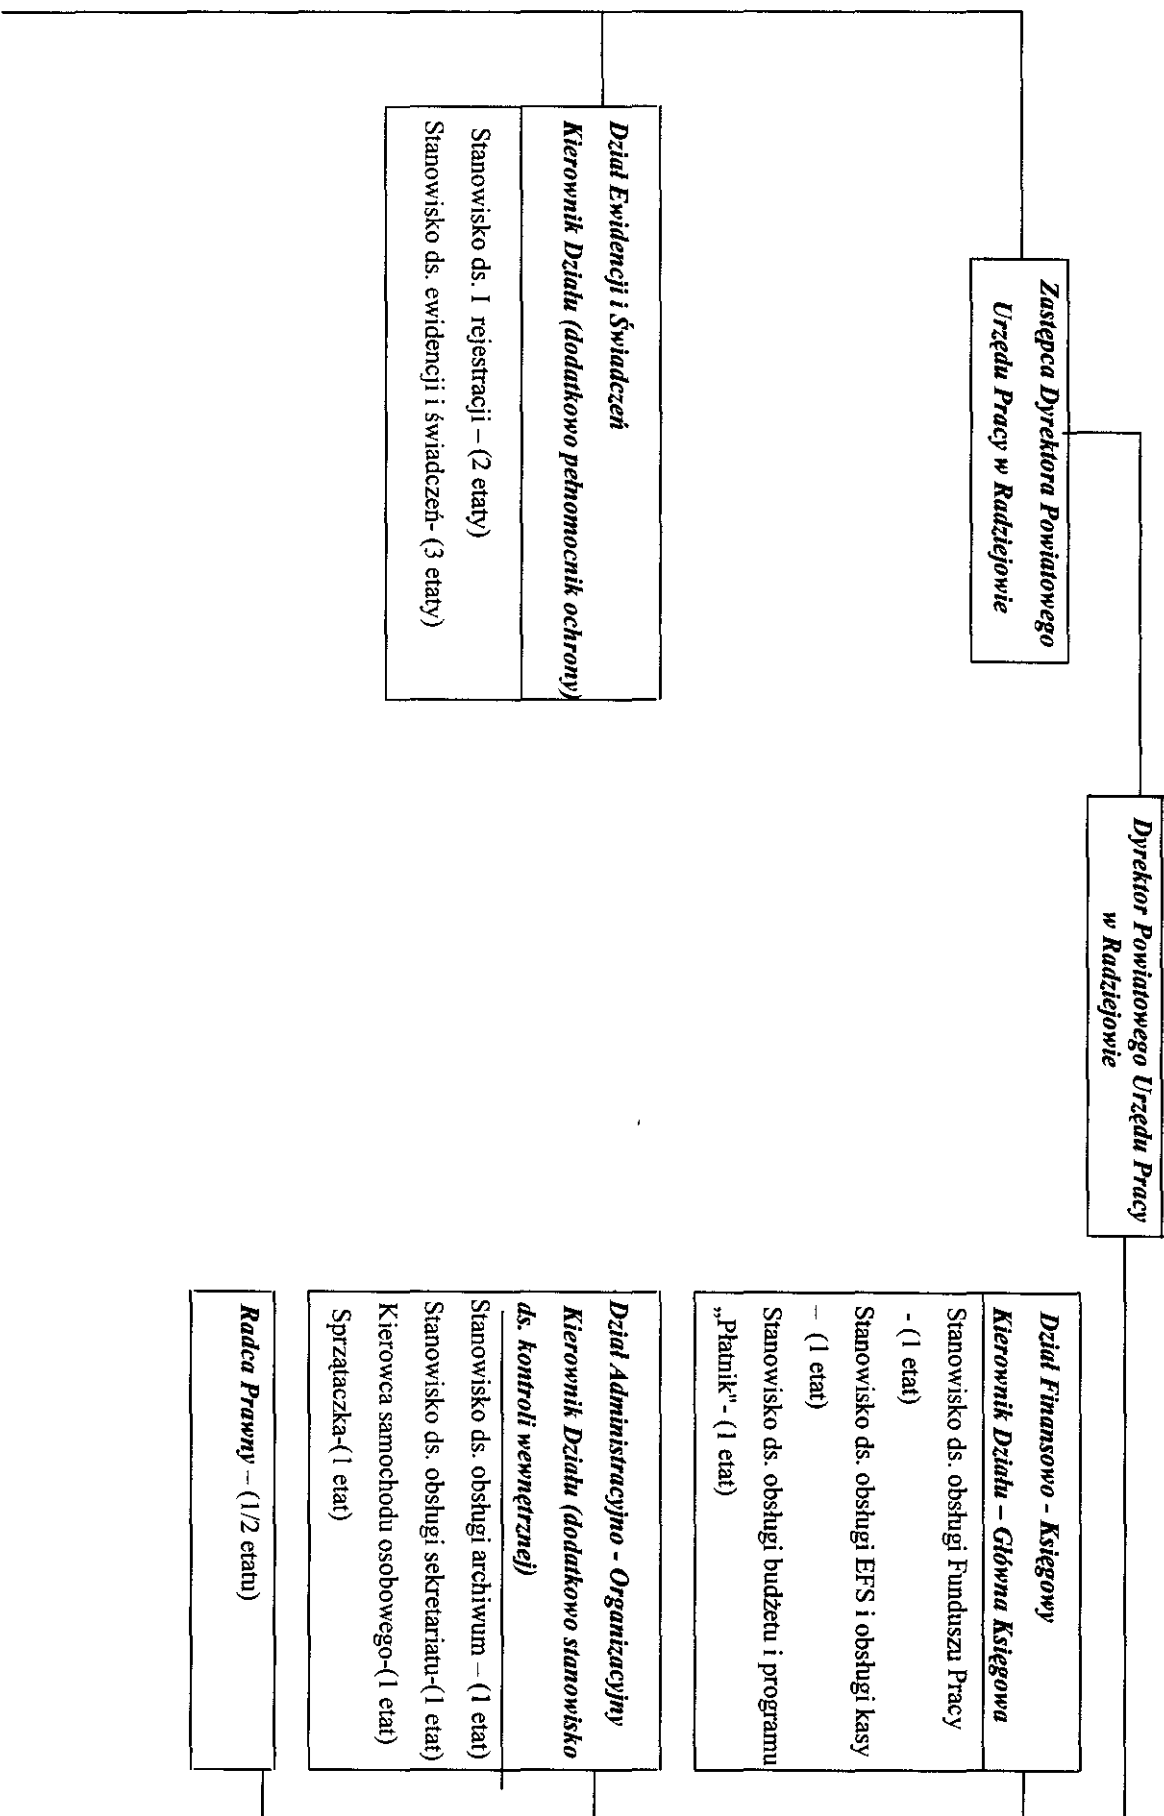 Dyrektor Powiatowego Urzędu Pracy
w Radziejowie
Zastępca Dyrektora Powiatowego
Urzędu Pracy w Radziejowie
Dział Ewidencji i Świadczeń
Kierownik Działu (dodatkowo pełnomocnik ochrony)
Stanowisko ds. I rejestracji – (2 etaty)
Stanowisko ds. ewidencji i świadczeń- (3 etaty)
Dział Finansowo - Księgowy
Kierownik Działu – Główna Księgowa
Stanowisko ds. obsługi Funduszu Pracy
- (1 etat)
Stanowisko ds. obsługi EFS i obsługi kasy
– (1 etat)
Stanowisko ds. obsługi budżetu i programu
„Płatnik"- (1 etat)
Dział Administracyjno - Organizacyjny
Kierownik Działu (dodatkowo stanowisko
ds. kontroli wewnętrznej)
Stanowisko ds. obsługi archiwum – (1 etat)
Stanowisko ds. obsługi sekretariatu-(1 etat)
Kierowca samochodu osobowego-(1 etat)
Sprzątaczka-(1 etat)
Radca Prawny – (1/2 etatu)